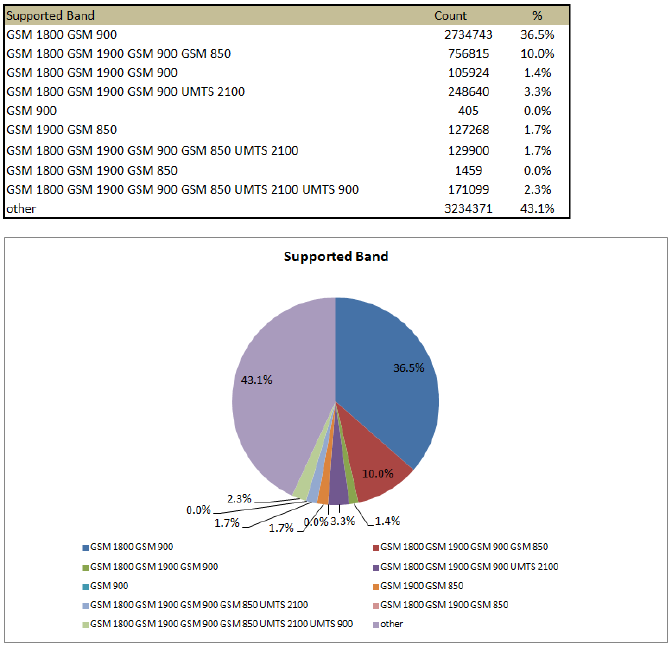 Supported Band Count %
GSM 1800 GSM 900 2734743 36.5%
GSM 1800 GSM 1900 GSM 900 GSM 850 756815 10.0%
GSM 1800 GSM 1900 GSM 900 105924 1.4%
GSM 1800 GSM 1900 GSM 900 UMTS 2100 248640 3.3%
GSM 900 405 0.0%
GSM 1900 GSM 850 127268 1.7%
GSM 1800 GSM 1900 GSM 900 GSM 850 UMTS 2100 129900 1.7%
GSM 1800 GSM 1900 GSM 850 1459 0.0%
GSM 1800 GSM 1900 GSM 900 GSM 850 UMTS 2100 UMTS 900 171099 2.3%
other 3234371 43.1%
Supported Band
36.5%
43.1%
10.0%
2.3%
0.0%
1.7%
1.7%
0.0%
3.3%
1.4%
GSM 1800 GSM 900
GSM 1800 GSM 1900 GSM 900 GSM 850
GSM 1800 GSM 1900 GSM 900
GSM 1800 GSM 1900 GSM 900 UMTS 2100
GSM 900
GSM 1900 GSM 850
GSM 1800 GSM 1900 GSM 900 GSM 850 UMTS 2100
GSM 1800 GSM 1900 GSM 850
GSM 1800 GSM 1900 GSM 900 GSM 850 UMTS 2100 UMTS 900
other